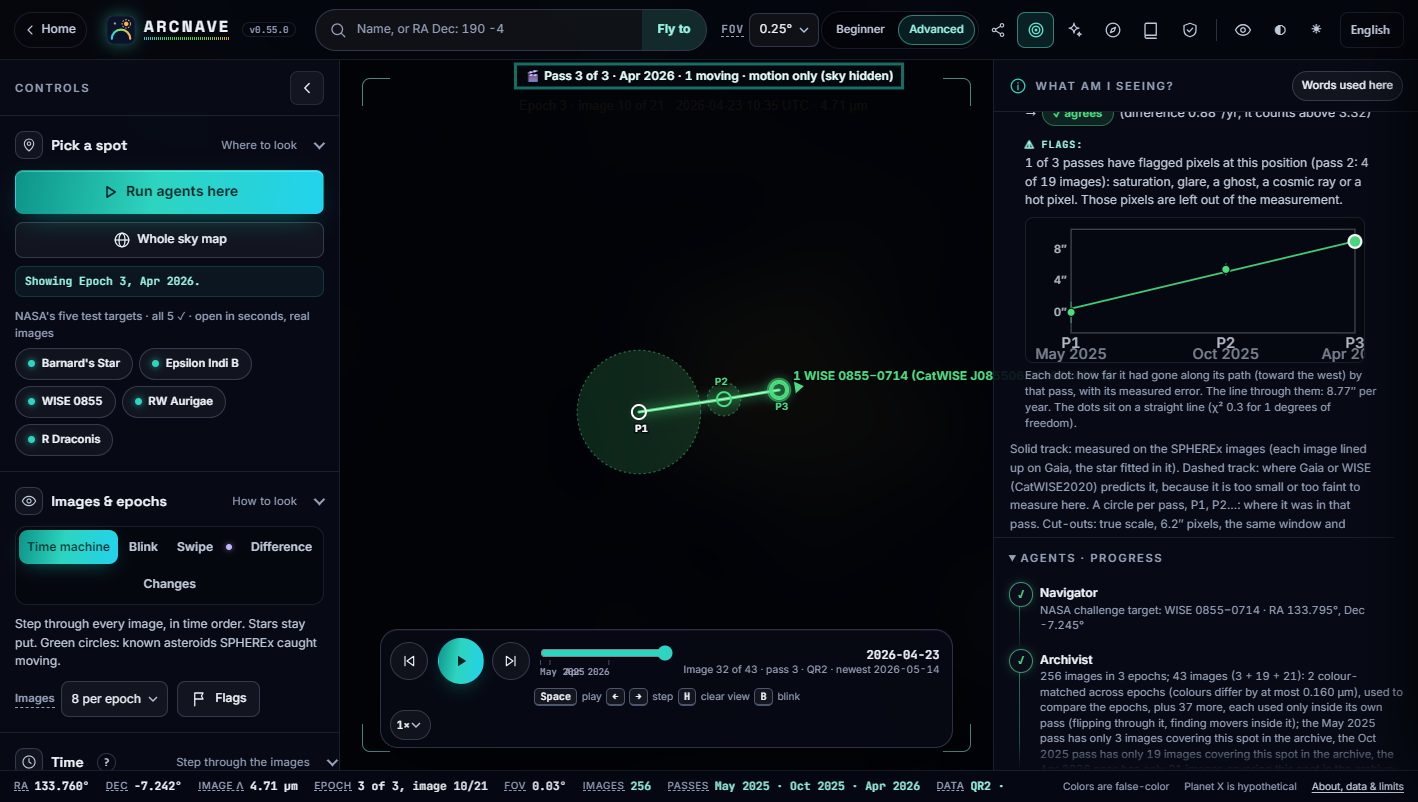 Home
ARCNAVE
v0.55.0
Name, or RA Dec: 190 -4
Fly to
FOV
0.25°
Beginner
Advanced
English
CONTROLS
Pick a spot
Where to look
Run agents here
Whole sky map
Showing Epoch 3, Apr 2026.
NASA's five test targets · all 5 ✓ · open in seconds, real
images
Barnard's Star
Epsilon Indi B
WISE 0855
RW Aurigae
R Draconis
Images & epochs
How to look
Time machine
Blink
Swipe
Difference
Changes
Step through every image, in time order. Stars stay
put. Green circles: known asteroids SPHEREx caught
moving.
Images
8 per epoch
Flags
Time
?
Step through the images
Pass 3 of 3 · Apr 2026 · 1 moving · motion only (sky hidden)
Epoch 3 · image 10 of 21 · 2026-04-23 10:35 UTC · 4.71 µm
P1
P2
P3
1 WISE 0855−0714 (CatWISE J085506
2026-04-23
May 2025
2026
Image 32 of 43 · pass 3 · QR2 · newest 2026-05-14
Space play ← → step H clear view B blink
1×
WHAT AM I SEEING?
Words used here
→ ✓ agrees (difference 0.88″/yr, it counts above 3.32)
FLAGS:
1 of 3 passes have flagged pixels at this position (pass 2: 4
of 19 images): saturation, glare, a ghost, a cosmic ray or a
hot pixel. Those pixels are left out of the measurement.
8″
4″
0″
P1
P2
P3
May 2025
Oct 2025
Apr 20
Each dot: how far it had gone along its path (toward the west) by
that pass, with its measured error. The line through them: 8.77″ per
year. The dots sit on a straight line (χ² 0.3 for 1 degrees of
freedom).
Solid track: measured on the SPHEREx images (each image lined
up on Gaia, the star fitted in it). Dashed track: where Gaia or WISE
(CatWISE2020) predicts it, because it is too small or too faint to
measure here. A circle per pass, P1, P2…: where it was in that
pass. Cut-outs: true scale, 6.2″ pixels, the same window and
AGENTS · PROGRESS
Navigator
NASA challenge target: WISE 0855−0714 · RA 133.795°, Dec
-7.245°
Archivist
256 images in 3 epochs; 43 images (3 + 19 + 21): 2 colour-
matched across epochs (colours differ by at most 0.160 µm), used to
compare the epochs, plus 37 more, each used only inside its own
pass (flipping through it, finding movers inside it); the May 2025
pass has only 3 images covering this spot in the archive, the Oct
2025 pass has only 19 images covering this spot in the archive, the
RA 133.760°
DEC -7.242°
IMAGE Λ 4.71 µm
EPOCH 3 of 3, image 10/21
FOV 0.03°
IMAGES 256
PASSES May 2025 · Oct 2025 · Apr 2026
DATA QR2 ·
Colors are false-color
Planet X is hypothetical
About, data & limits